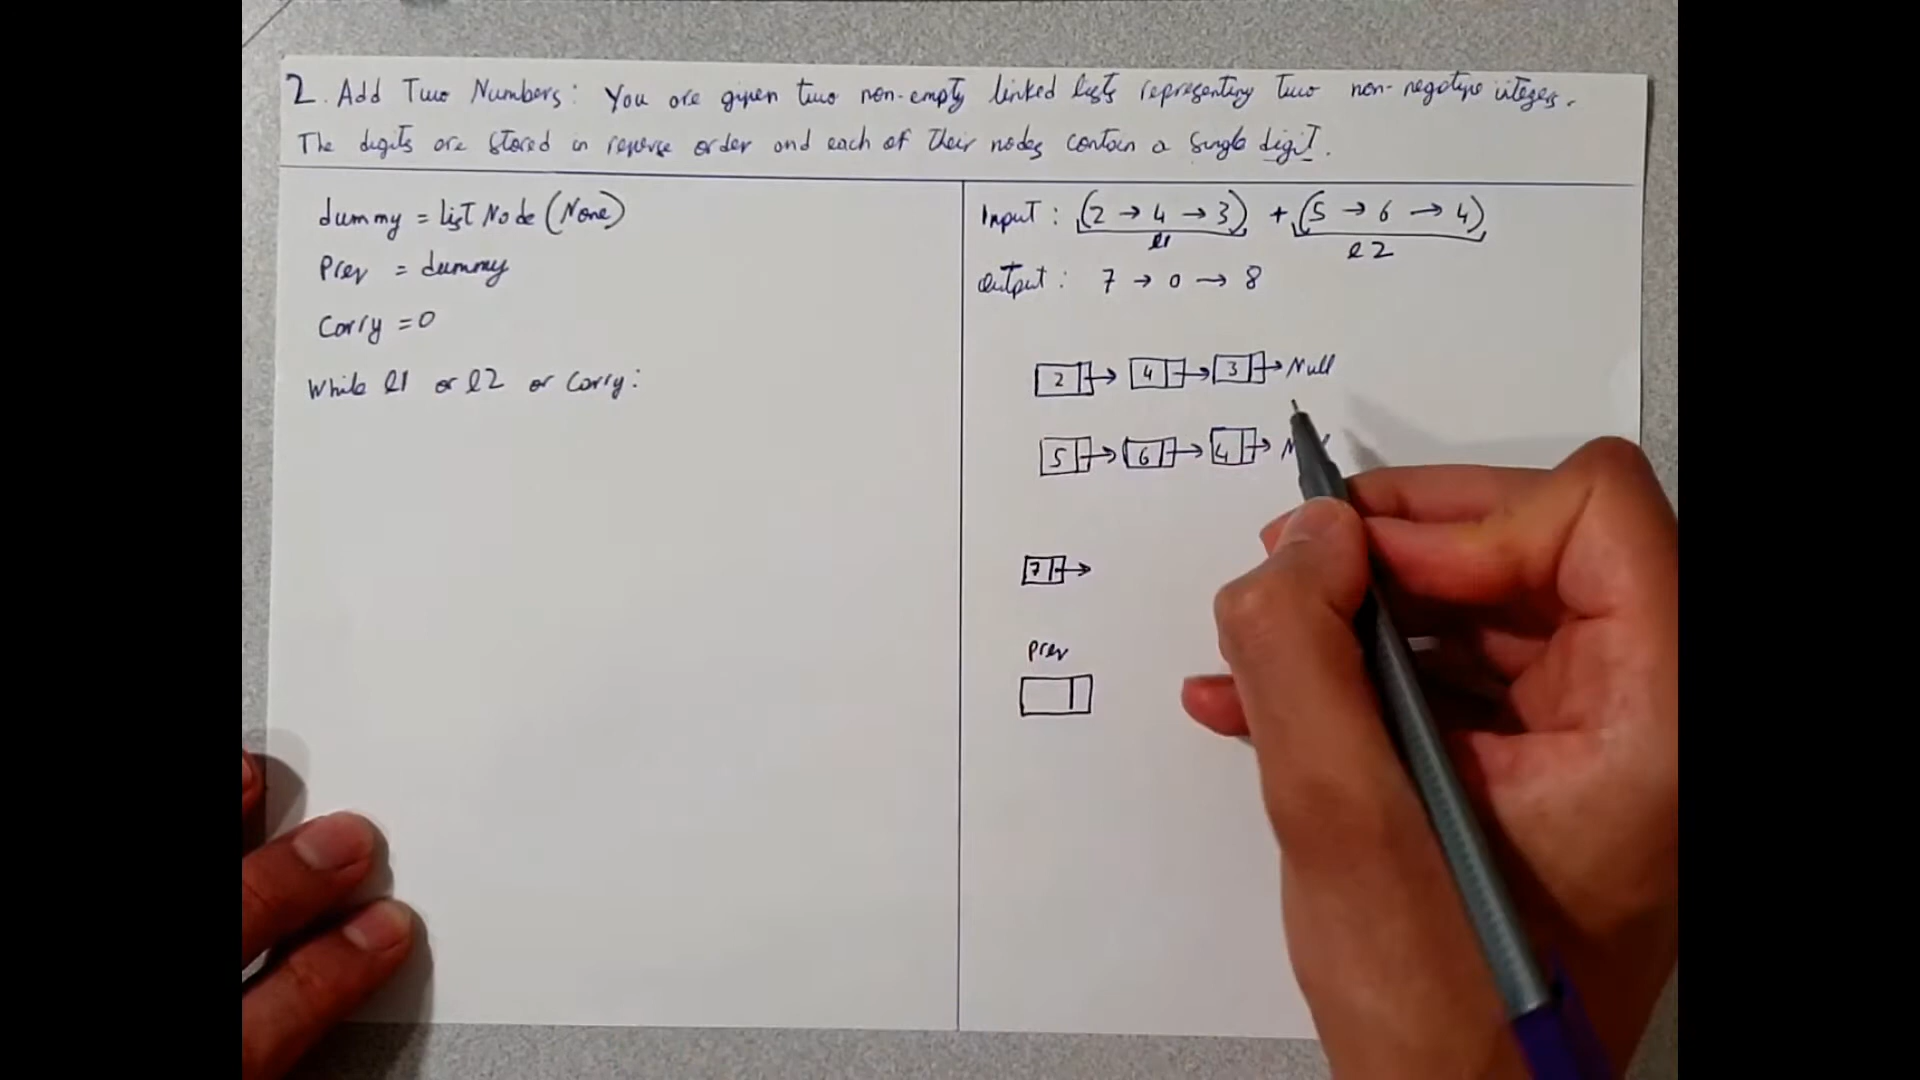 2. Add Two Numbers: You are given two non-empty linked lists representing two non-negative integers.
The digits are stored in reverse order and each of their nodes contain a single digit.
dummy = List Node (None)
Prev = dummy
Carry = 0
While l1 or l2 or Carry:
Input: (2 → 4 → 3) + (5 → 6 → 4)
l1 l2
Output: 7 → 0 → 8
2 → 4 → 3 → Null
5 → 6 → 4 →
7 →
Prev